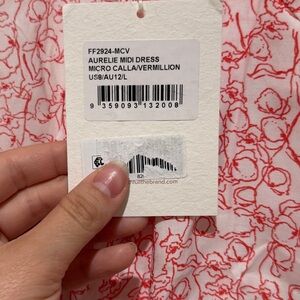 FF2924-MCV
AURELIE MIDI DRESS
MICRO CALLA/VERMILLION
US8/AU12/L
9 359093 132008